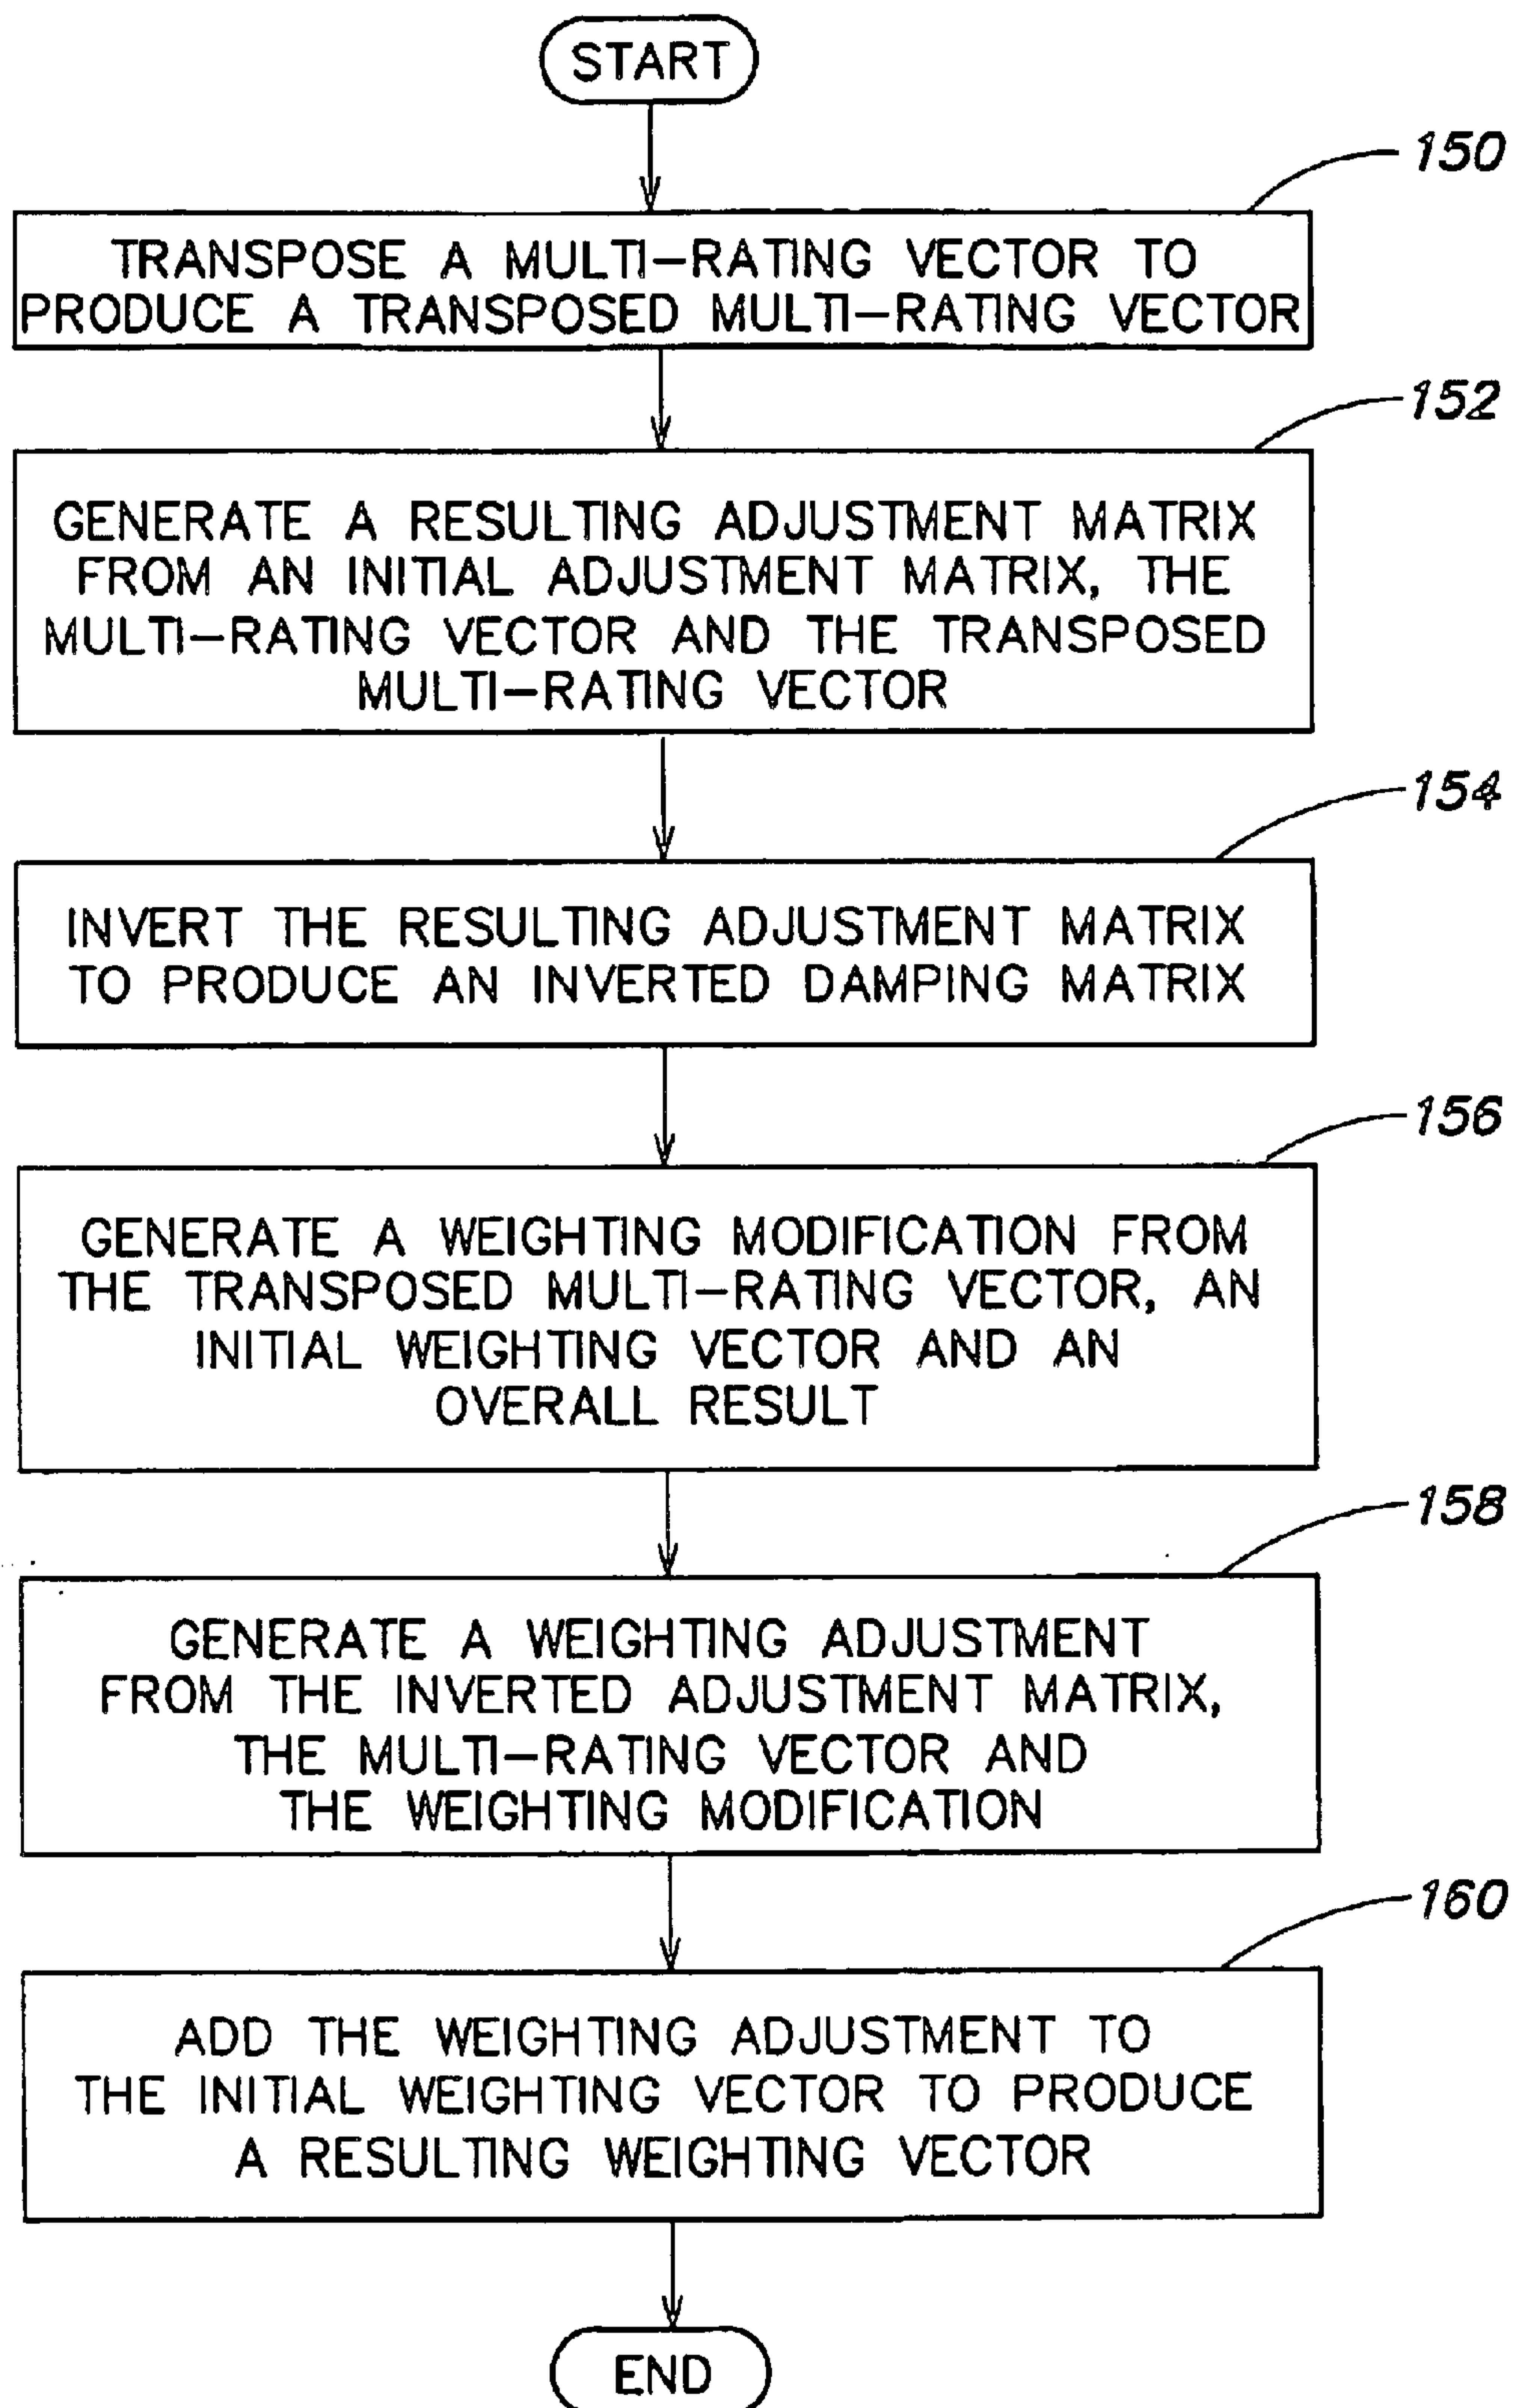 START
150
TRANSPOSE A MULTI-RATING VECTOR TO
PRODUCE A TRANSPOSED MULTI-RATING VECTOR
152
GENERATE A RESULTING ADJUSTMENT MATRIX
FROM AN INITIAL ADJUSTMENT MATRIX, THE
MULTI-RATING VECTOR AND THE TRANSPOSED
MULTI-RATING VECTOR
154
INVERT THE RESULTING ADJUSTMENT MATRIX
TO PRODUCE AN INVERTED DAMPING MATRIX
156
GENERATE A WEIGHTING MODIFICATION FROM
THE TRANSPOSED MULTI-RATING VECTOR, AN
INITIAL WEIGHTING VECTOR AND AN
OVERALL RESULT
158
GENERATE A WEIGHTING ADJUSTMENT
FROM THE INVERTED ADJUSTMENT MATRIX,
THE MULTI-RATING VECTOR AND
THE WEIGHTING MODIFICATION
160
ADD THE WEIGHTING ADJUSTMENT TO
THE INITIAL WEIGHTING VECTOR TO PRODUCE
A RESULTING WEIGHTING VECTOR
END